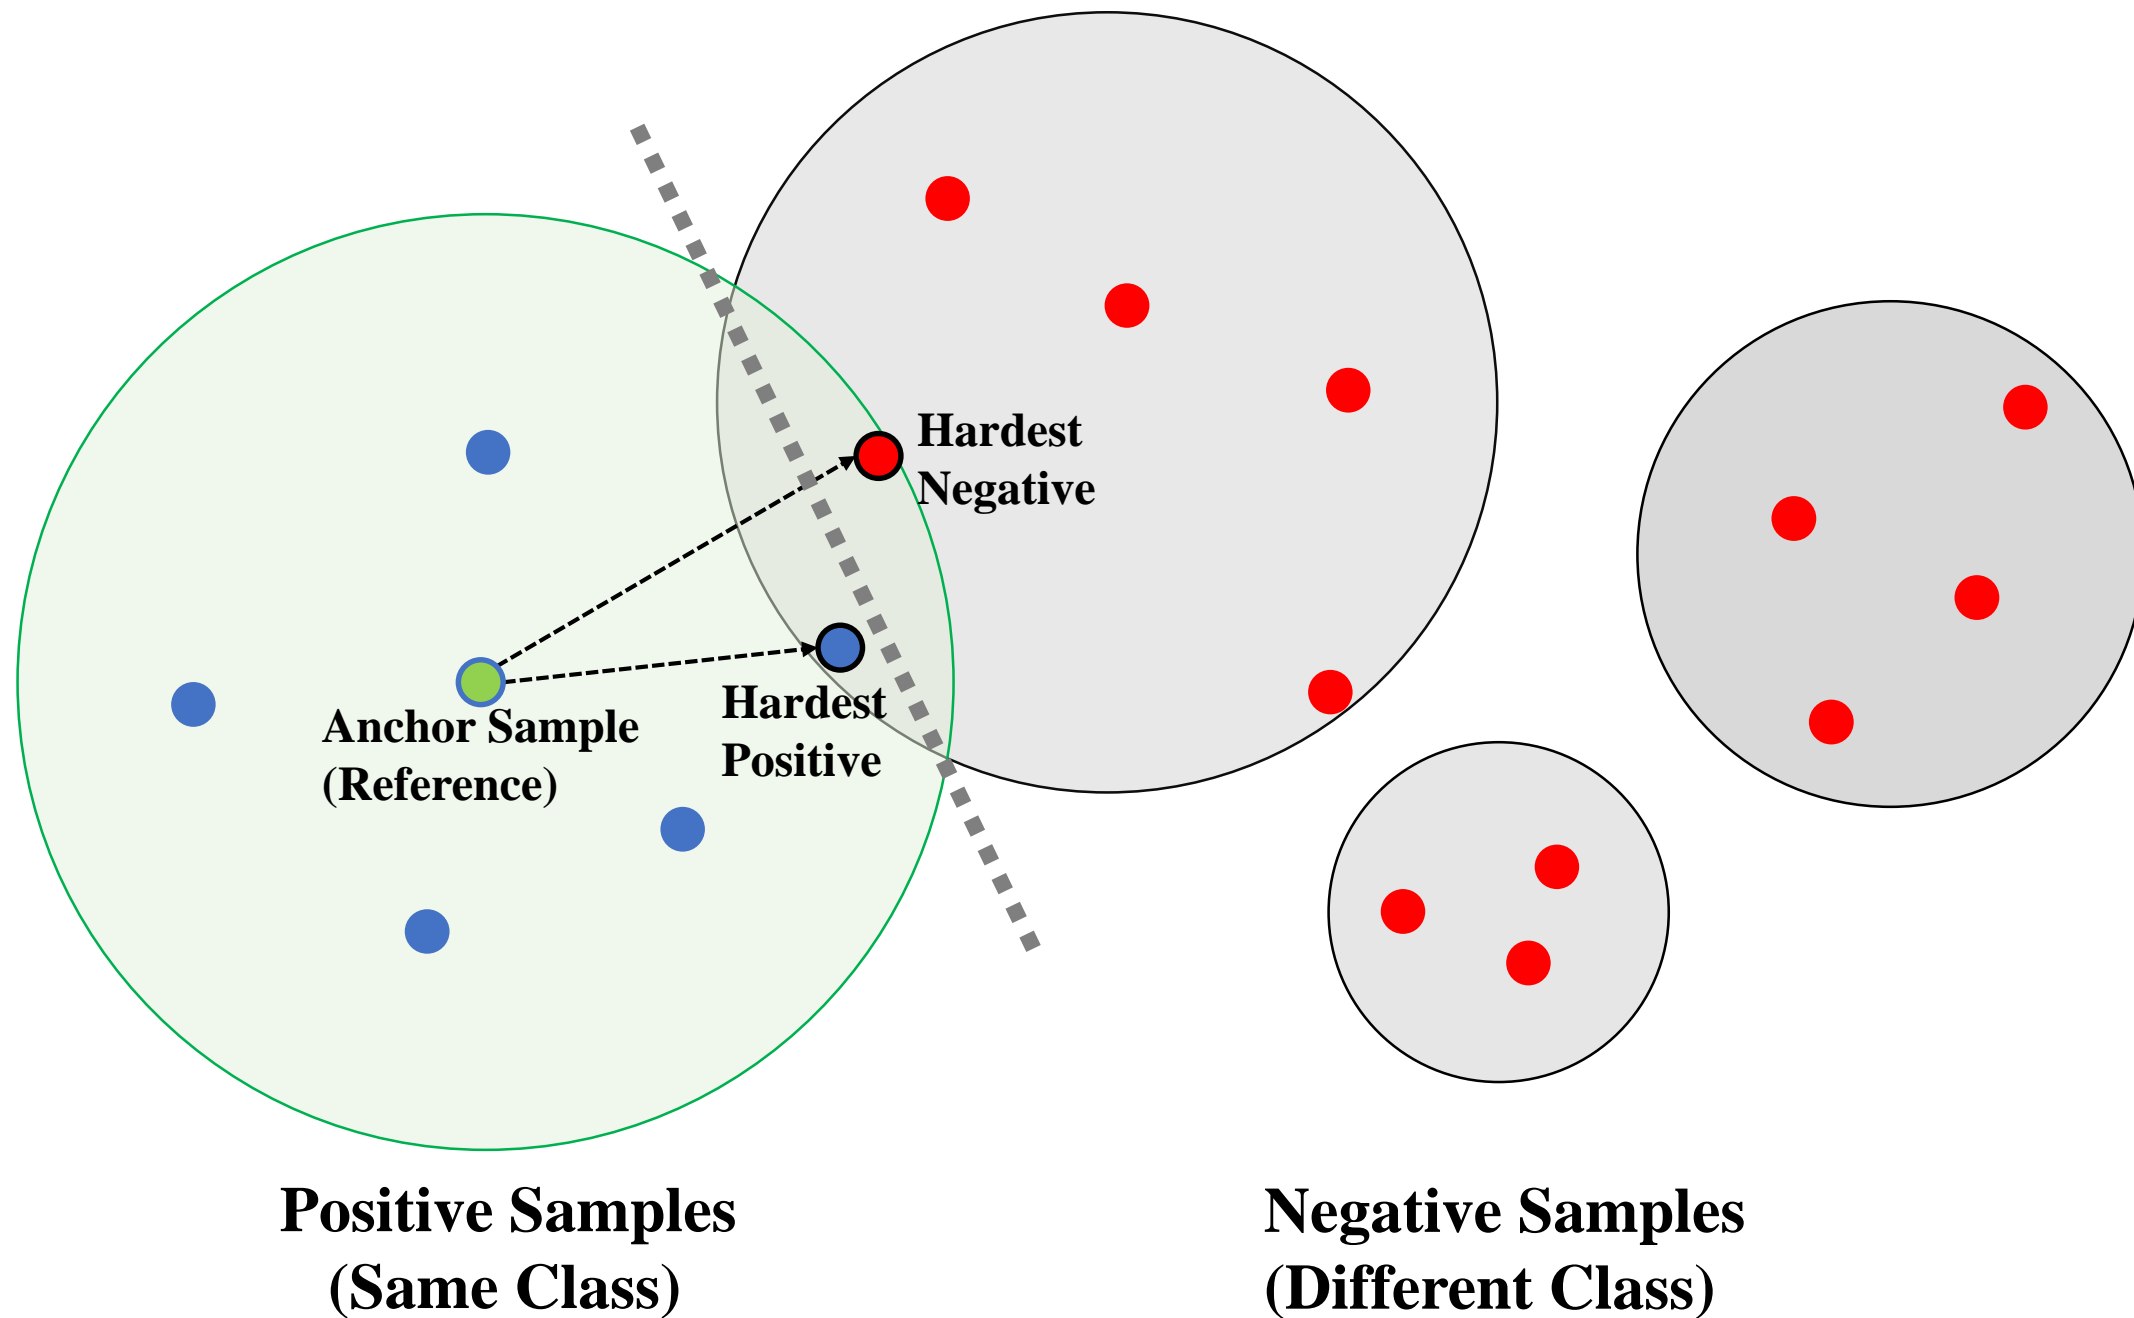 Hardest
Negative
Anchor Sample
(Reference)
Hardest
Positive
Positive Samples
(Same Class)
Negative Samples
(Different Class)